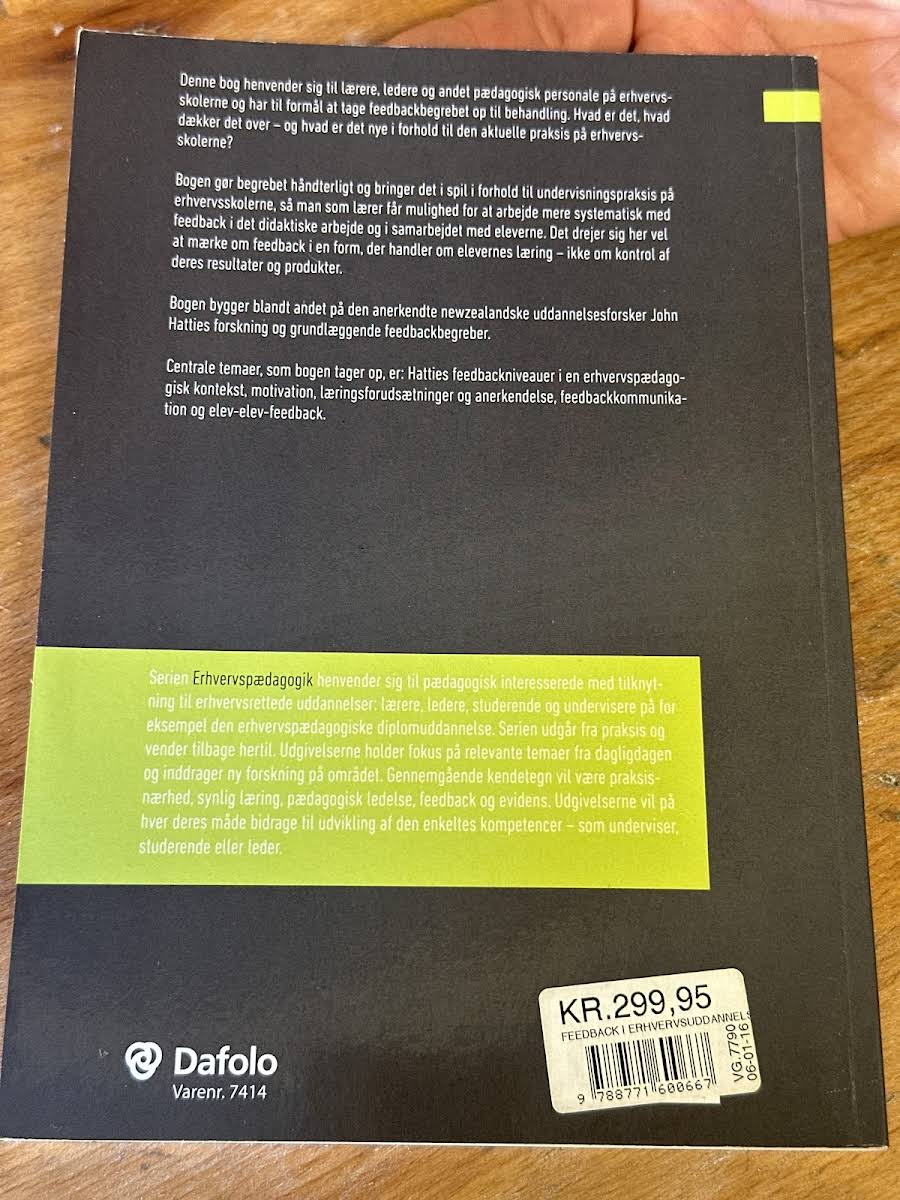 Denne bog henvender sig til lærere, ledere og andet pædagogisk personale på erhvervs-
skolerne og har til formål at tage feedbackbegrebet op til behandling. Hvad er det, hvad
dækker det over – og hvad er det nye i forhold til den aktuelle praksis på erhvervs-
skolerne?
Bogen gør begrebet håndterligt og bringer det i spil i forhold til undervisningspraksis på
erhvervsskolerne, så man som lærer får mulighed for at arbejde mere systematisk med
feedback i det didaktiske arbejde og i samarbejdet med eleverne. Det drejer sig her vel
at mærke om feedback i en form, der handler om elevernes læring – ikke om kontrol af
deres resultater og produkter.
Bogen bygger blandt andet på den anerkendte newzealandske uddannelsesforsker John
Hatties forskning og grundlæggende feedbackbegreber.
Centrale temaer, som bogen tager op, er: Hatties feedbackniveauer i en erhvervspædago-
gisk kontekst, motivation, læringsforudsætninger og anerkendelse, feedbackkommunika-
tion og elev-elev-feedback.
Serien Erhvervspædagogik henvender sig til pædagogisk interesserede med tilknyt-
ning til erhvervsrettede uddannelser: lærere, ledere, studerende og undervisere på for
eksempel den erhvervspædagogiske diplomuddannelse. Serien udgår fra praksis og
vender tilbage hertil. Udgivelserne holder fokus på relevante temaer fra dagligdagen
og inddrager ny forskning på området. Gennemgående kendetegn vil være praksis-
nærhed, synlig læring, pædagogisk ledelse, feedback og evidens. Udgivelserne vil på
hver deres måde bidrage til udvikling af den enkeltes kompetencer – som underviser,
studerende eller leder.
Dafolo
Varenr. 7414
KR.299,95
FEEDBACK I ERHVERVSUDDANNELS
9 788771 600667
VG.7790
06-01-16